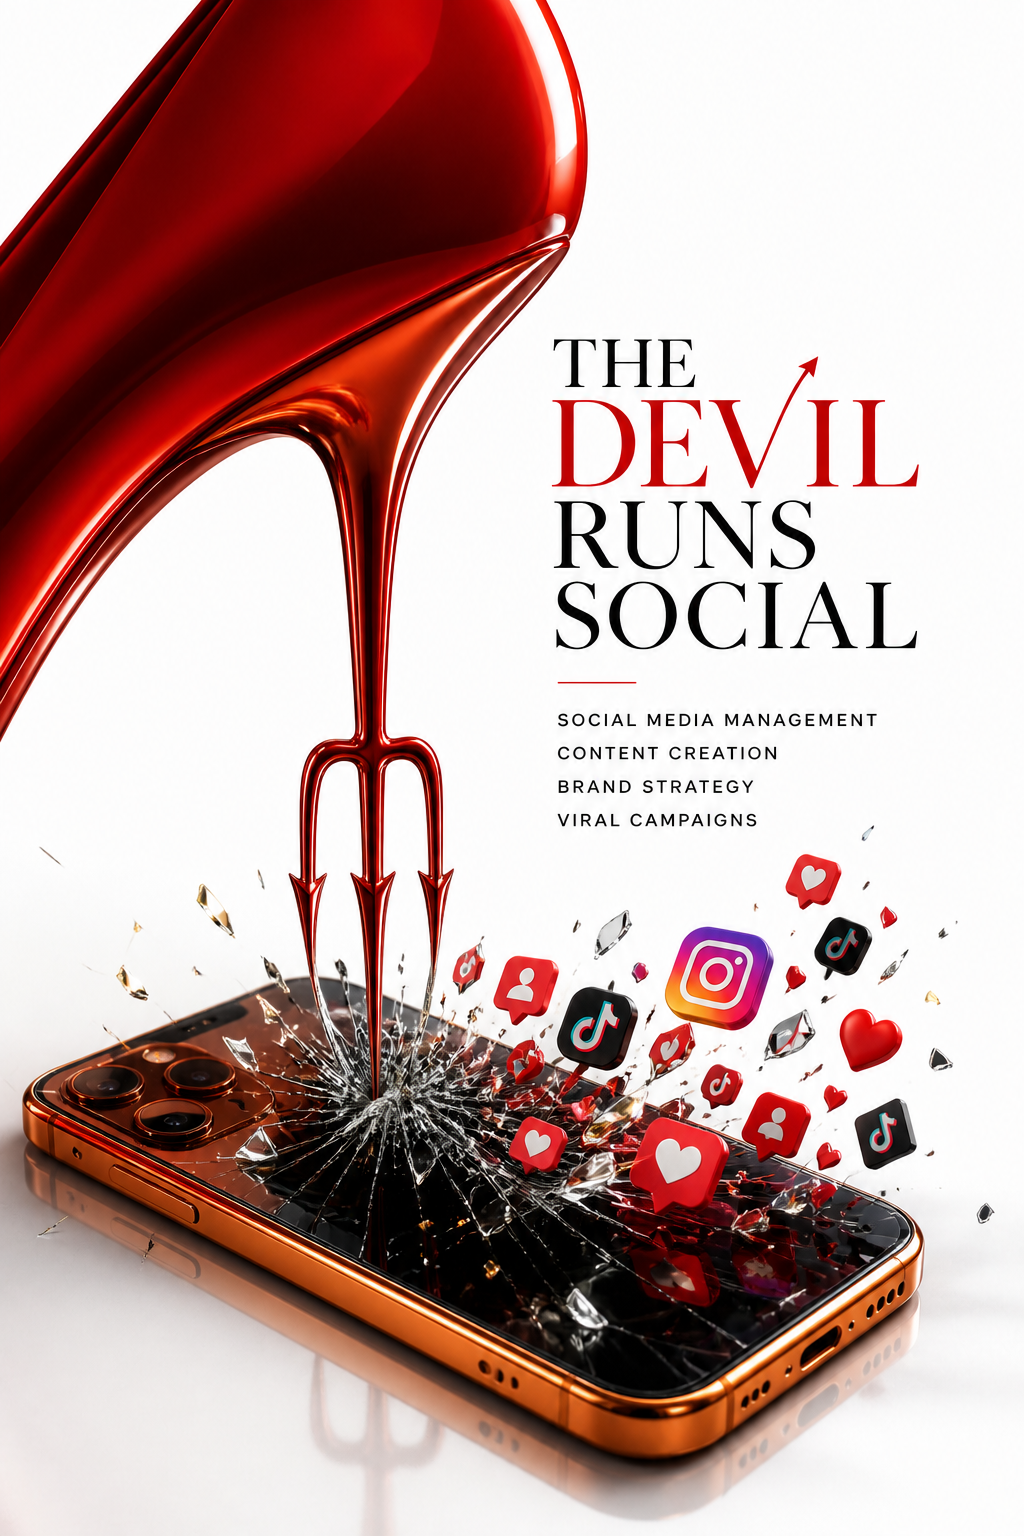 THE
DEVIL
RUNS
SOCIAL
SOCIAL MEDIA MANAGEMENT
CONTENT CREATION
BRAND STRATEGY
VIRAL CAMPAIGNS